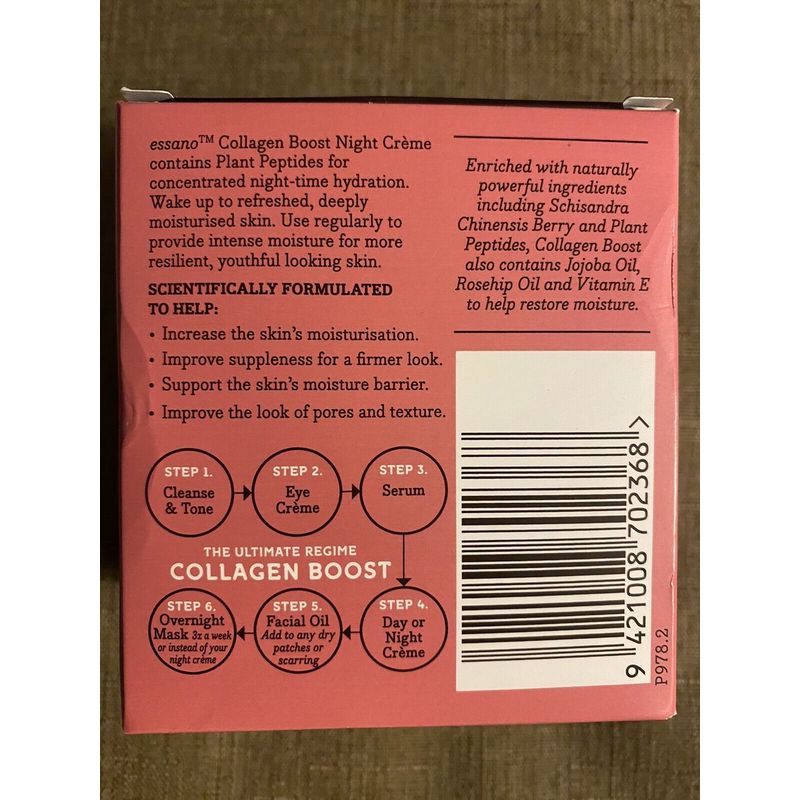 essano™ Collagen Boost Night Crème
contains Plant Peptides for
concentrated night-time hydration.
Wake up to refreshed, deeply
moisturised skin. Use regularly to
provide intense moisture for more
resilient, youthful looking skin.
SCIENTIFICALLY FORMULATED
TO HELP:
• Increase the skin's moisturisation.
• Improve suppleness for a firmer look.
• Support the skin's moisture barrier.
• Improve the look of pores and texture.
Enriched with naturally
powerful ingredients
including Schisandra
Chinensis Berry and Plant
Peptides, Collagen Boost
also contains Jojoba Oil,
Rosehip Oil and Vitamin E
to help restore moisture.
STEP 1.
Cleanse
& Tone
STEP 2.
Eye
Crème
STEP 3.
Serum
THE ULTIMATE REGIME
COLLAGEN BOOST
STEP 4.
Day or
Night
Crème
STEP 5.
Facial Oil
Add to any dry
patches or
scarring
STEP 6.
Overnight
Mask 3x a week
or instead of your
night crème
9 421008 702368 >
P978.2